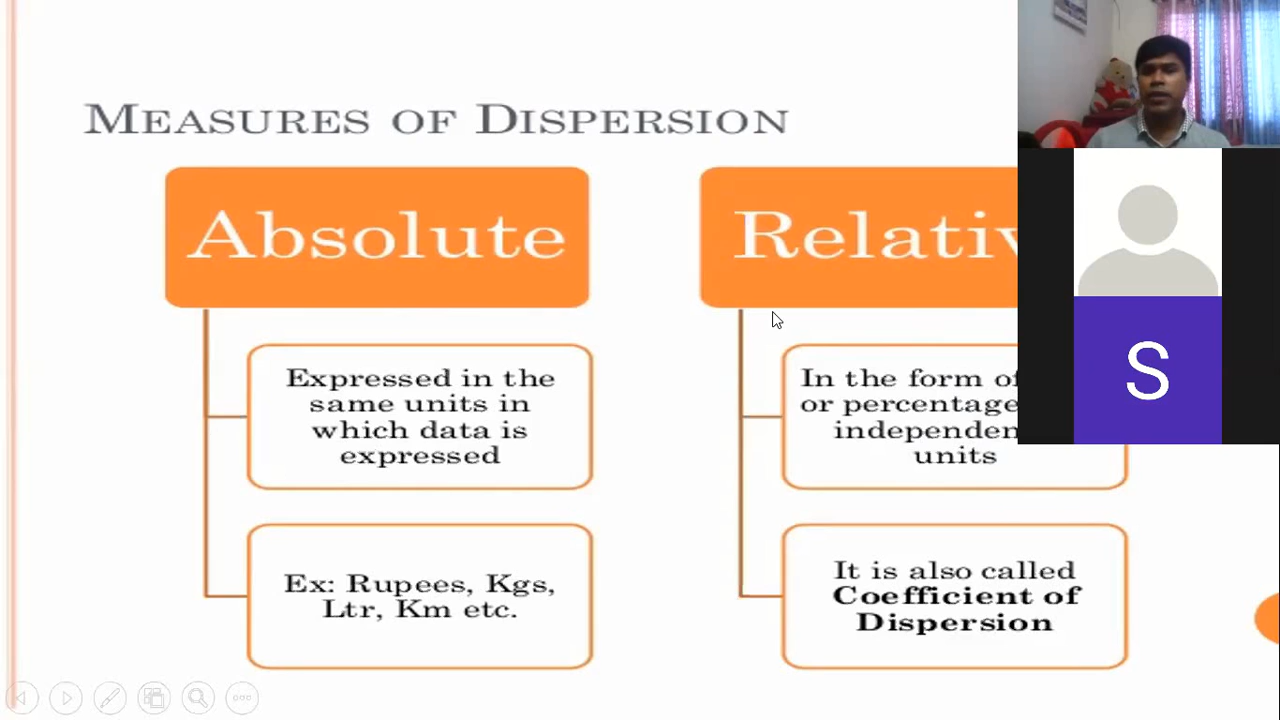 MEASURES OF DISPERSION
Absolute
Expressed in the
same units in
which data is
expressed
Ex: Rupees, Kgs,
Ltr, Km etc.
Relativ
In the form of
or percentage
independen
units
It is also called
Coefficient of
Dispersion
S